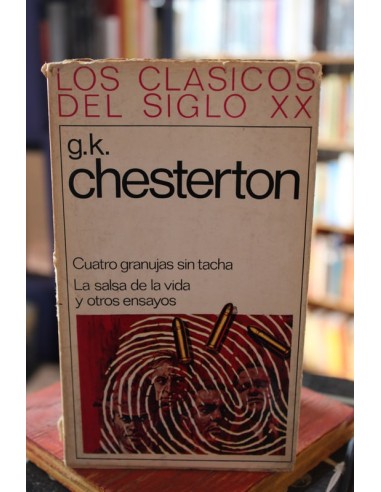 LOS CLASICOS
DEL SIGLO XX
g.k.
chesterton
Cuatro granujas sin tacha
La salsa de la vida
y otros ensayos